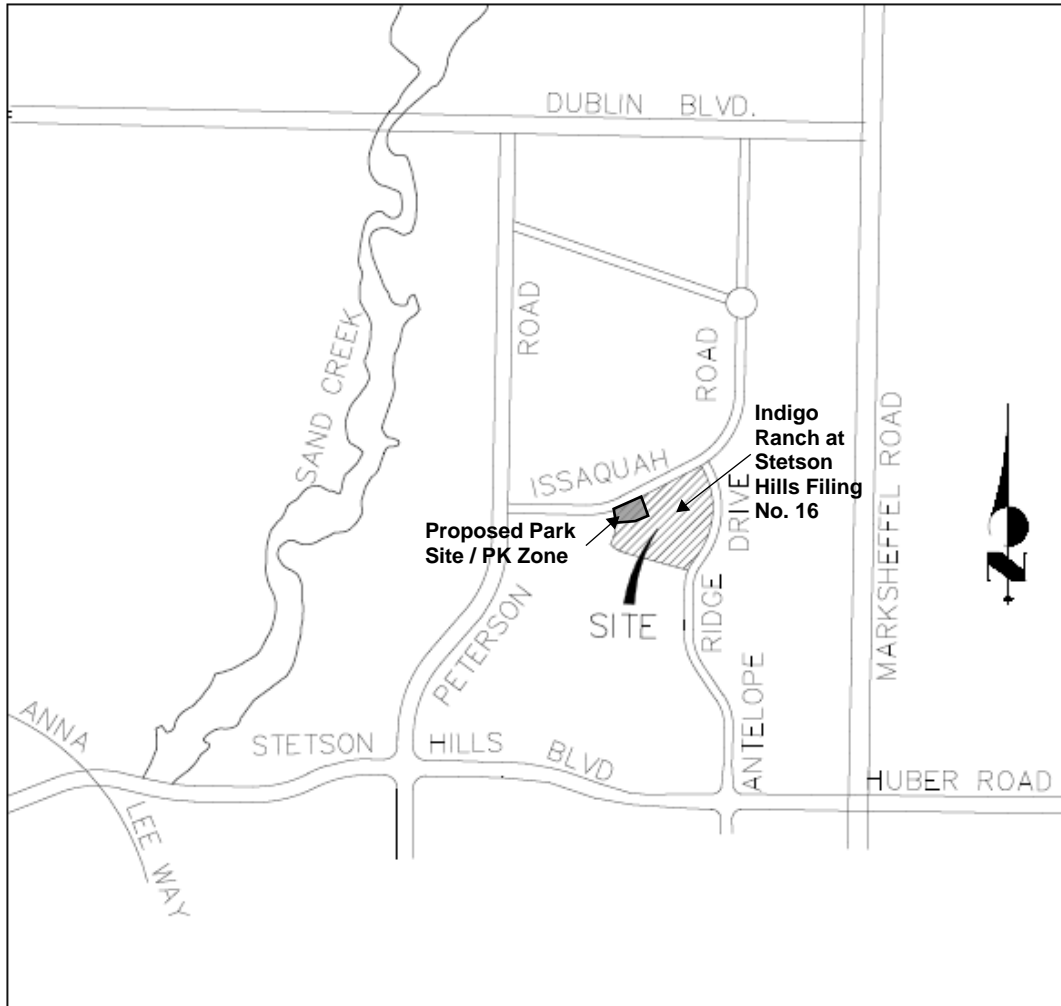 DUBLIN BLVD.
SAND CREEK
ROAD
ROAD
Indigo
Ranch at
Stetson
Hills Filing
No. 16
MARKSHEFFEL ROAD
ISSAQUAH
DRIVE
Proposed Park
Site / PK Zone
N
SITE
RIDGE
PETERSON
ANTELOPE
ANNA
LEE WAY
STETSON HILLS BLVD
HUBER ROAD